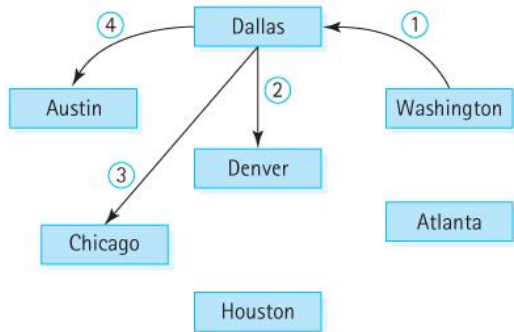 4
Dallas
1
Austin
2
Washington
3
Denver
Atlanta
Chicago
Houston